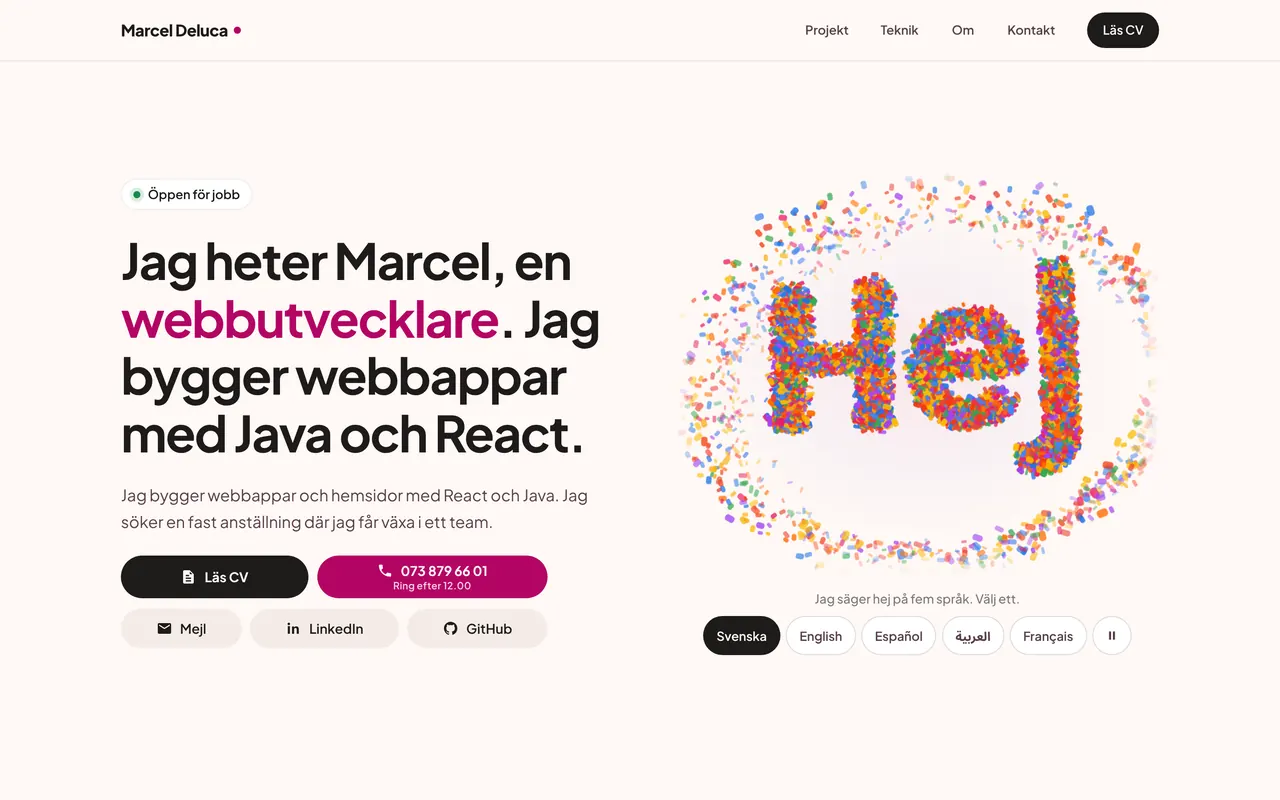 Marcel Deluca
Projekt
Teknik
Om
Kontakt
Läs CV
Öppen för jobb
Jag heter Marcel, en
webbutvecklare. Jag
bygger webbappar
med Java och React.
Jag bygger webbappar och hemsidor med React och Java. Jag
söker en fast anställning där jag får växa i ett team.
Läs CV
073 879 66 01
Ring efter 12.00
Mejl
LinkedIn
GitHub
Hej
Jag säger hej på fem språk. Välj ett.
Svenska
English
Español
العربية
Français